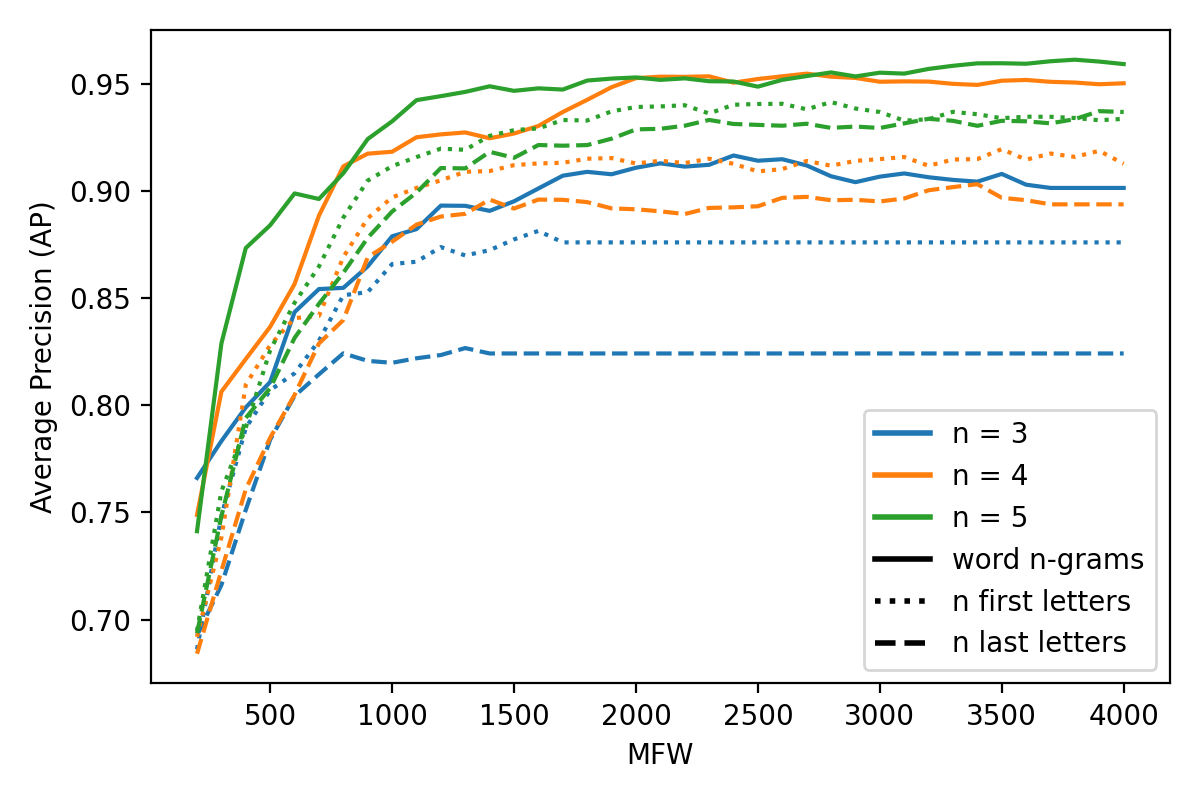 0.95
0.90
0.85
0.80
0.75
0.70
Average Precision (AP)
n = 3
n = 4
n = 5
word n-grams
n first letters
n last letters
500 1000 1500 2000 2500 3000 3500 4000
MFW